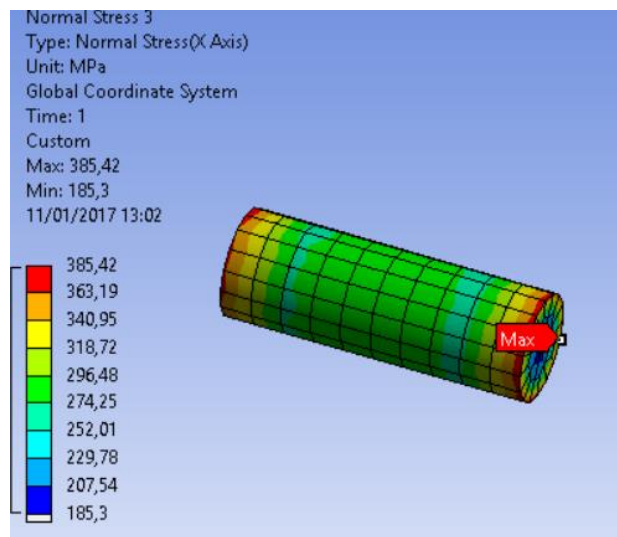 Normal Stress 3
Type: Normal Stress(X Axis)
Unit: MPa
Global Coordinate System
Time: 1
Custom
Max: 385,42
Min: 185,3
11/01/2017 13:02
385,42
363,19
340,95
318,72
296,48
274,25
252,01
229,78
207,54
185,3
Max